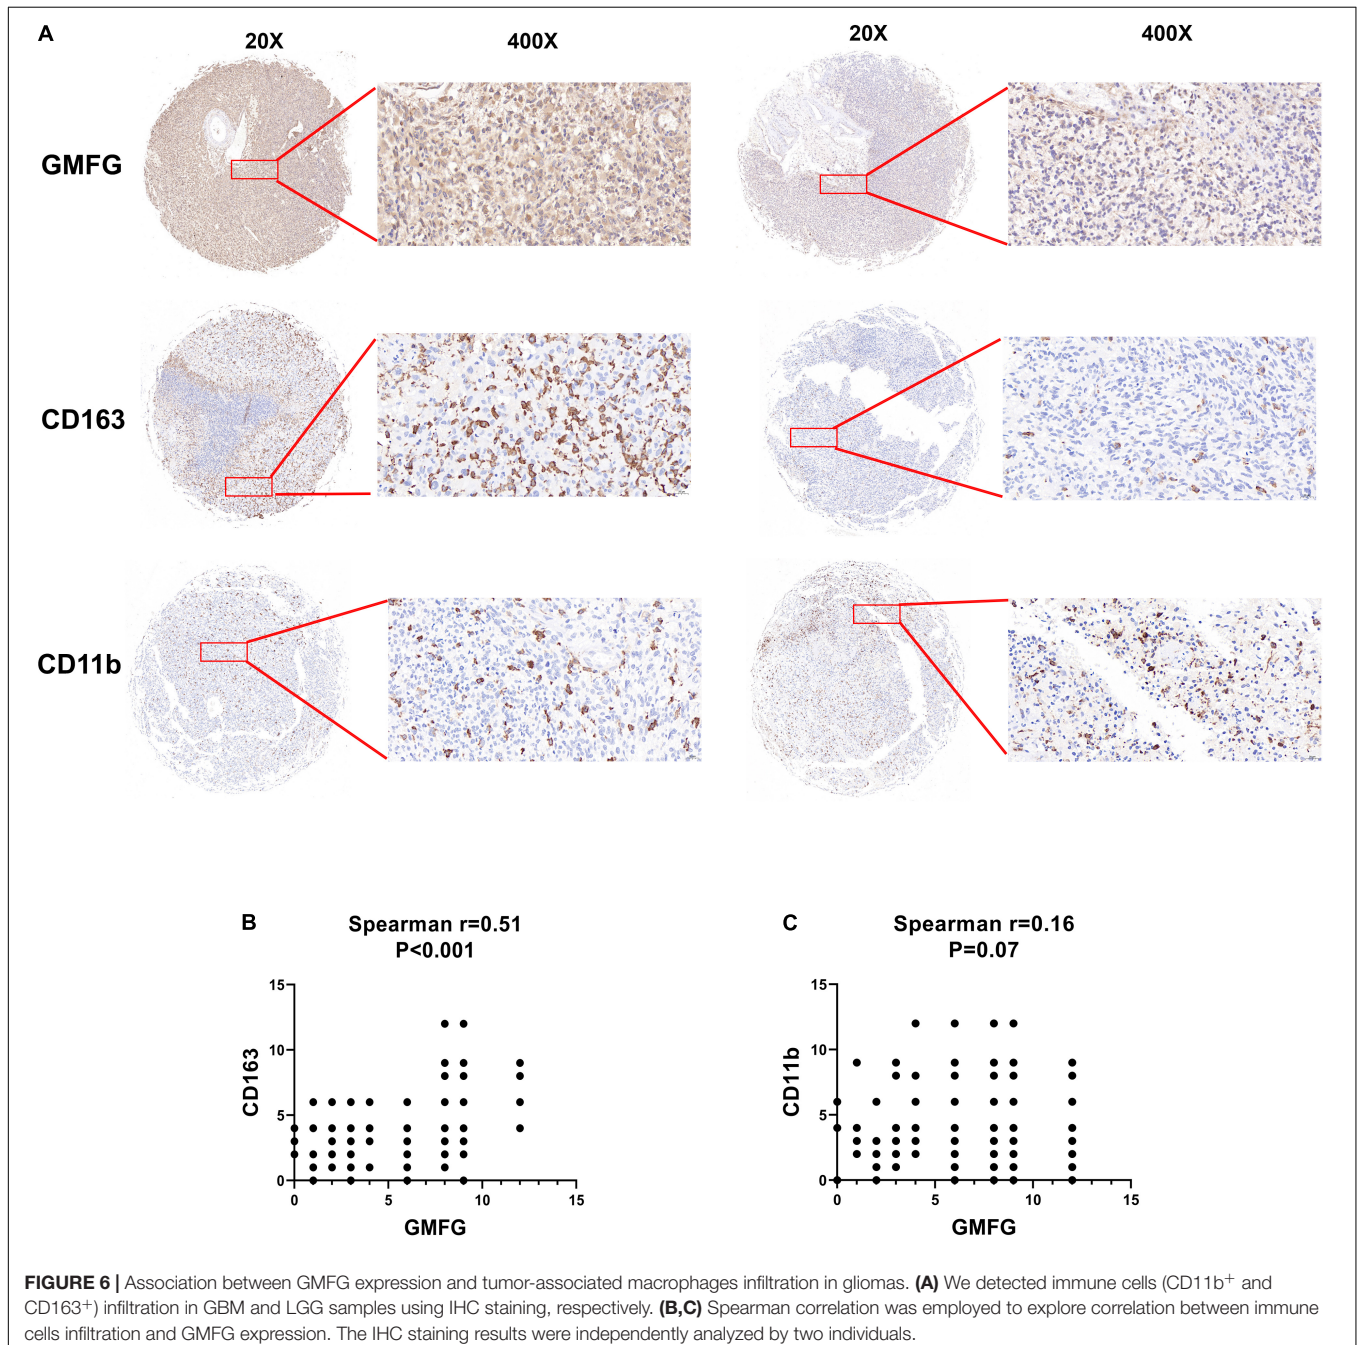 A
20X
400X
20X
400X
GMFG
CD163
CD11b
B
Spearman r=0.51
P<0.001
15
10
5
0
CD163
0
5
10
15
GMFG
C
Spearman r=0.16
P=0.07
15
10
5
0
CD11b
0
5
10
15
GMFG
FIGURE 6 | Association between GMFG expression and tumor-associated macrophages infiltration in gliomas. (A) We detected immune cells (CD11b+ and
CD163+) infiltration in GBM and LGG samples using IHC staining, respectively. (B,C) Spearman correlation was employed to explore correlation between immune
cells infiltration and GMFG expression. The IHC staining results were independently analyzed by two individuals.